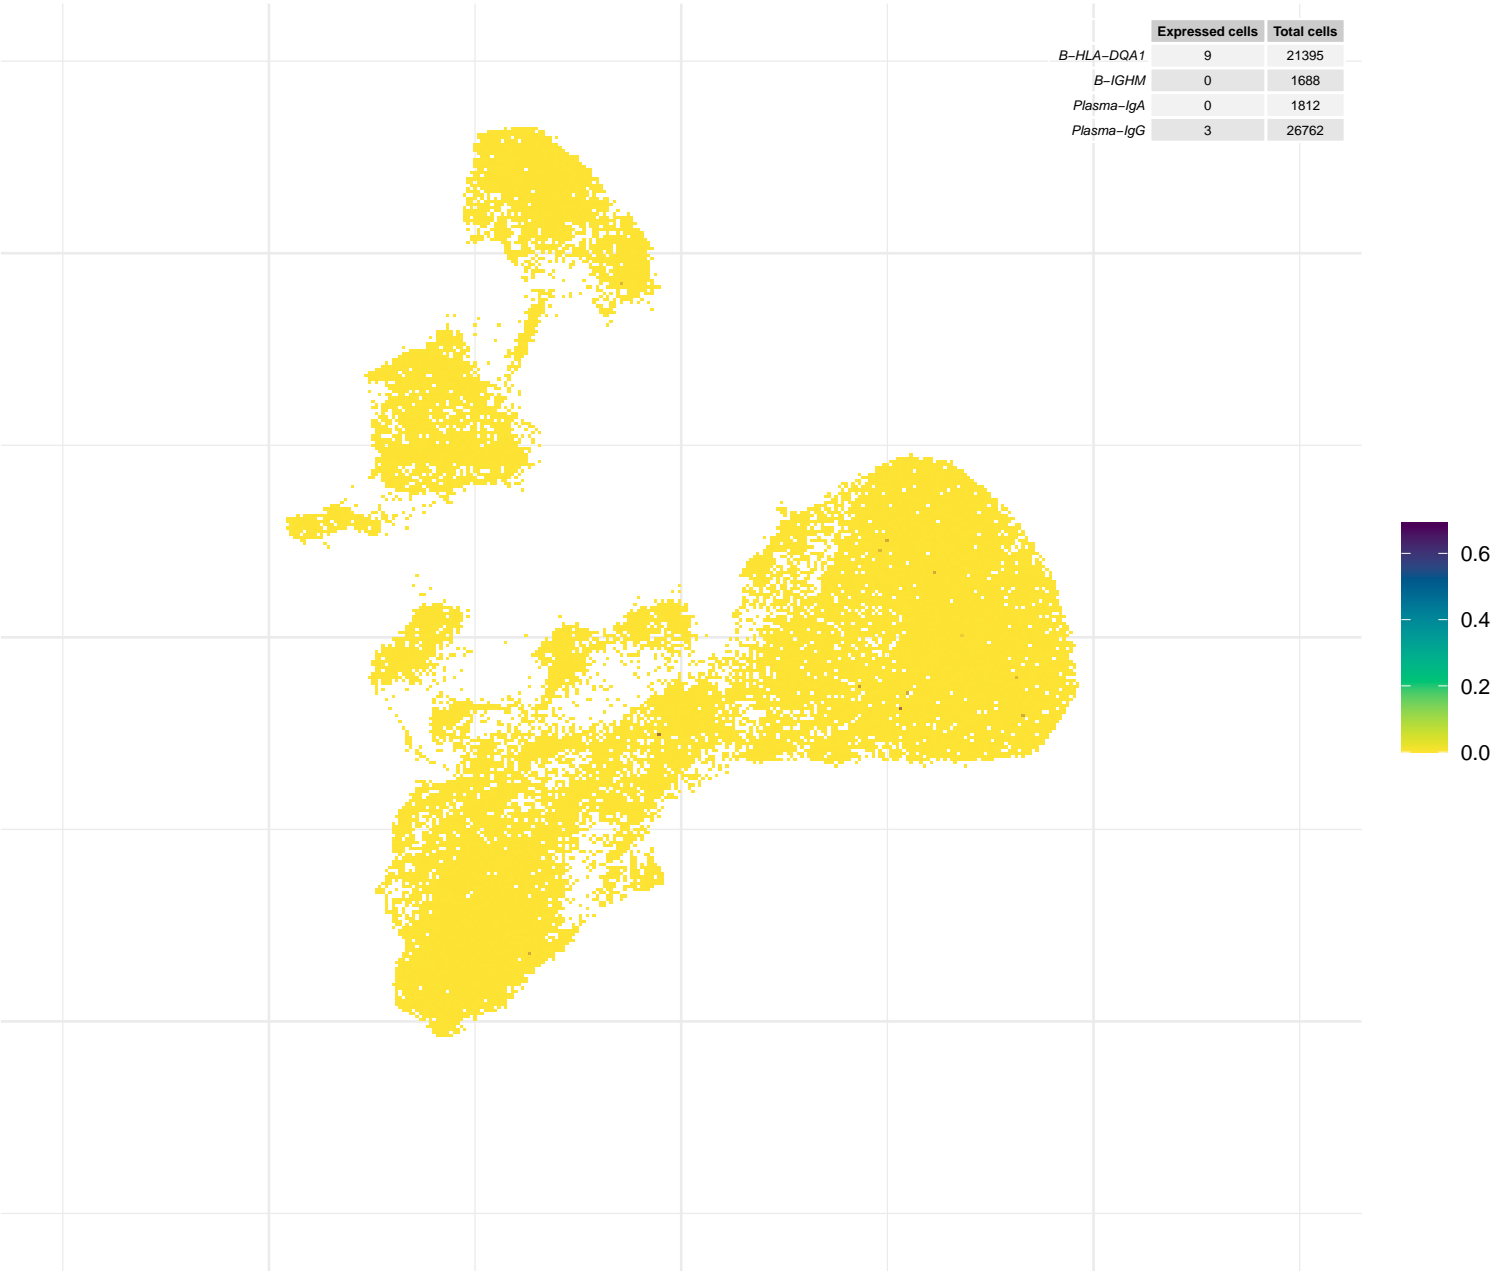 Expressed cells Total cells
B−HLA−DQA1 9 21395
B−IGHM 0 1688
Plasma−IgA 0 1812
Plasma−IgG 3 26762
0.6
0.4
0.2
0.0